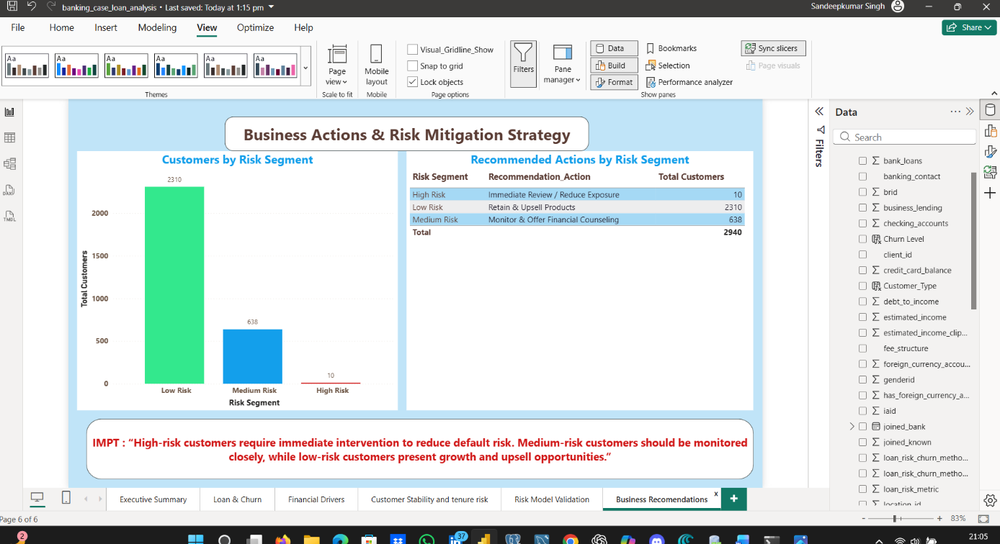 banking_case_loan_analysis • Last saved: Today at 1:15 pm
Sandeepkumar Singh
File Home Insert Modeling View Optimize Help
Share
Aa Aa Aa Aa Aa Aa
Themes
Page view
Scale to fit
Mobile layout
Mobile
Visual_Gridline_Show
Snap to grid
Lock objects
Page options
Filters
Pane manager
Data
Build
Format
Bookmarks
Selection
Performance analyzer
Sync slicers
Page visuals
Show panes
DAX
TMDL
Business Actions & Risk Mitigation Strategy
Customers by Risk Segment
Total Customers
2000
1500
1000
500
0
2310
638
10
Low Risk Medium Risk High Risk
Risk Segment
Recommended Actions by Risk Segment
Risk Segment Recommendation_Action Total Customers
High Risk Immediate Review / Reduce Exposure 10
Low Risk Retain & Upsell Products 2310
Medium Risk Monitor & Offer Financial Counseling 638
Total 2940
IMPT : “High-risk customers require immediate intervention to reduce default risk. Medium-risk customers should be monitored
closely, while low-risk customers present growth and upsell opportunities.”
Filters
Data
Search
bank_loans
banking_contact
brid
business_lending
checking_accounts
Churn Level
client_id
credit_card_balance
Customer_Type
debt_to_income
estimated_income
estimated_income_clip...
fee_structure
foreign_currency_accou...
genderid
has_foreign_currency_a...
iaid
joined_bank
joined_known
loan_risk_churn_metho...
loan_risk_churn_metho...
loan_risk_metric
location_id
Executive Summary Loan & Churn Financial Drivers Customer Stability and tenure risk Risk Model Validation Business Recomendations x +
Page 6 of 6
- + 83%
2
37
21:05